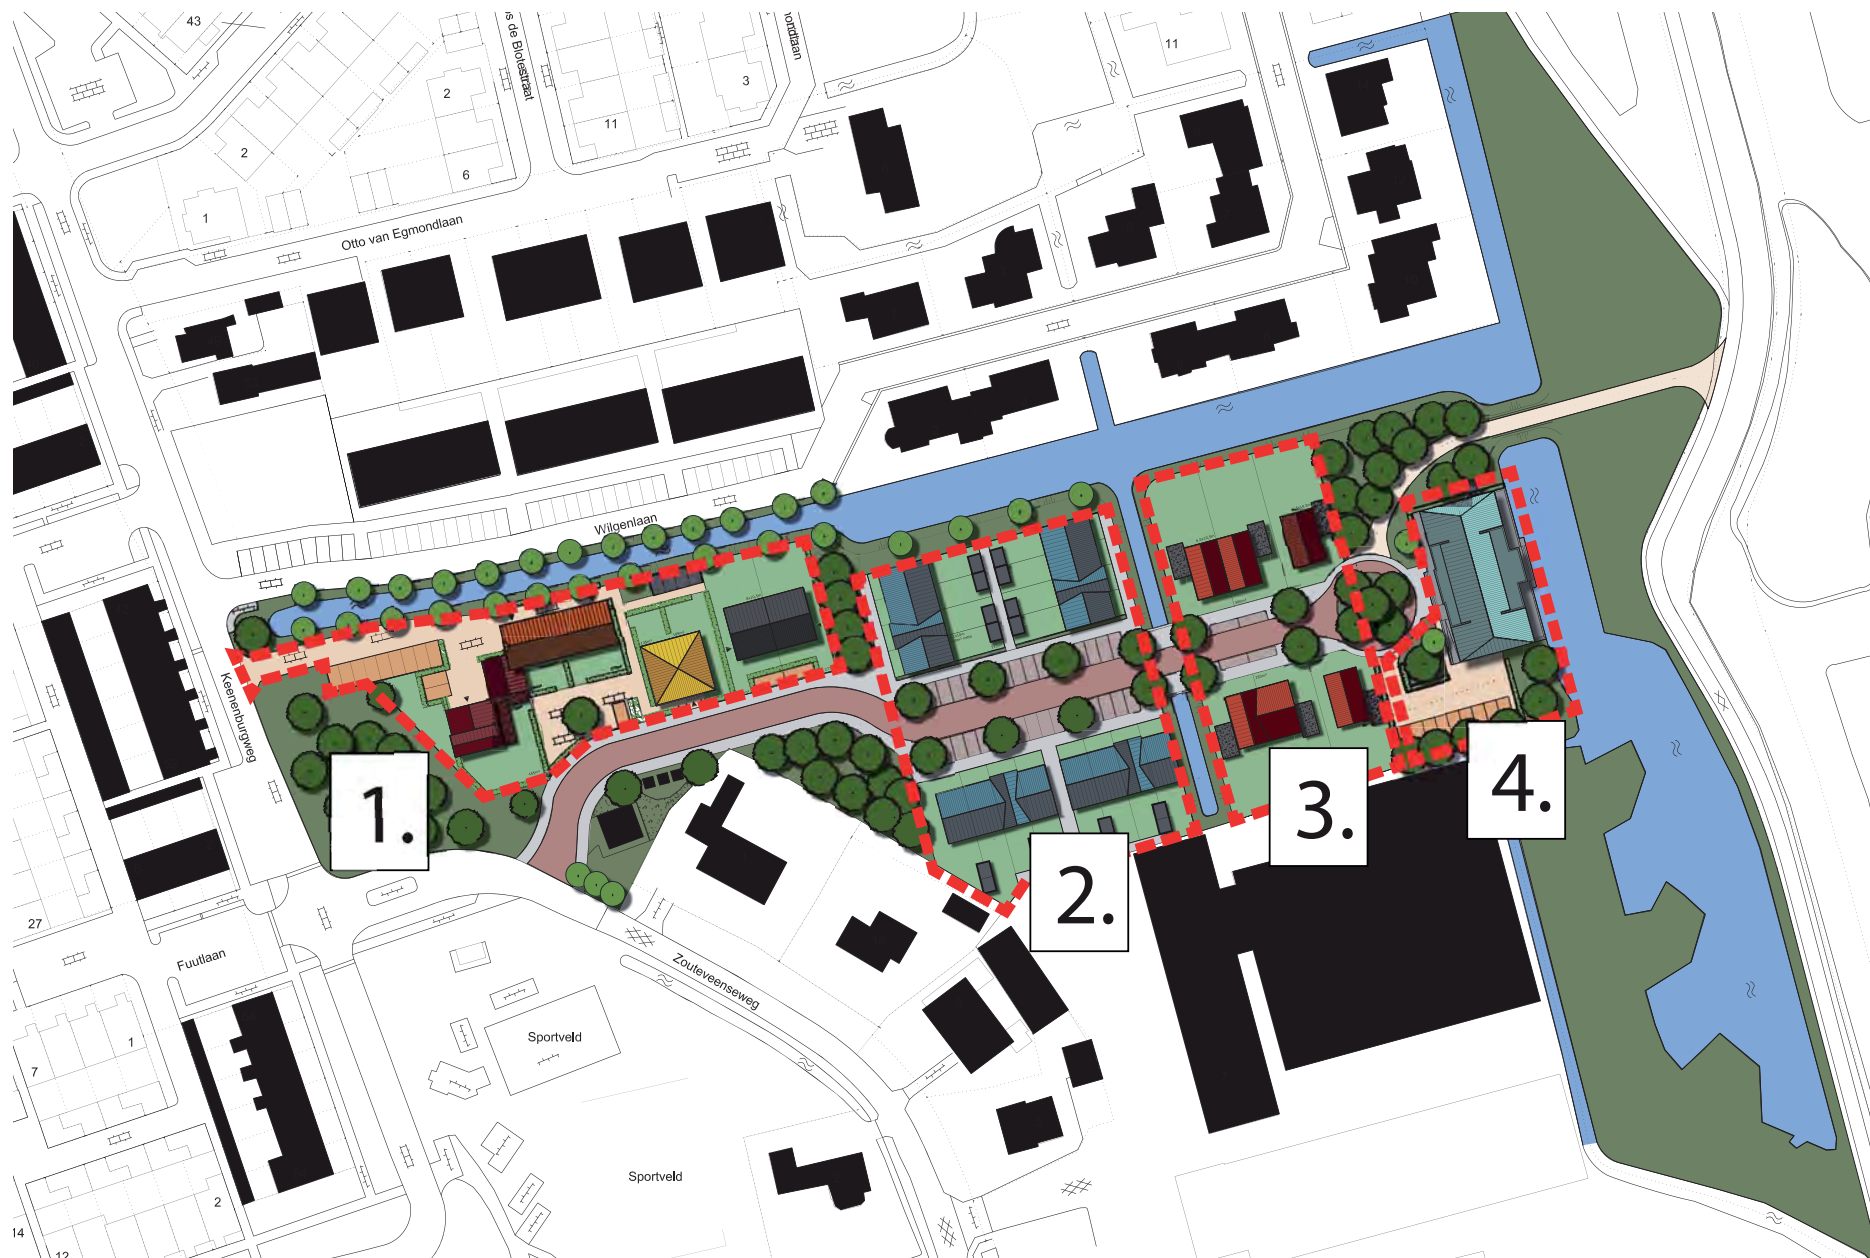 43
2
11
3
11
2
6
1
Otto van Egmondlaan
Wilgenlaan
Keenenburgweg
1.
2.
3.
4.
27
Fuutlaan
Zouteveenseweg
Sportveld
1
7
Sportveld
2
14
12